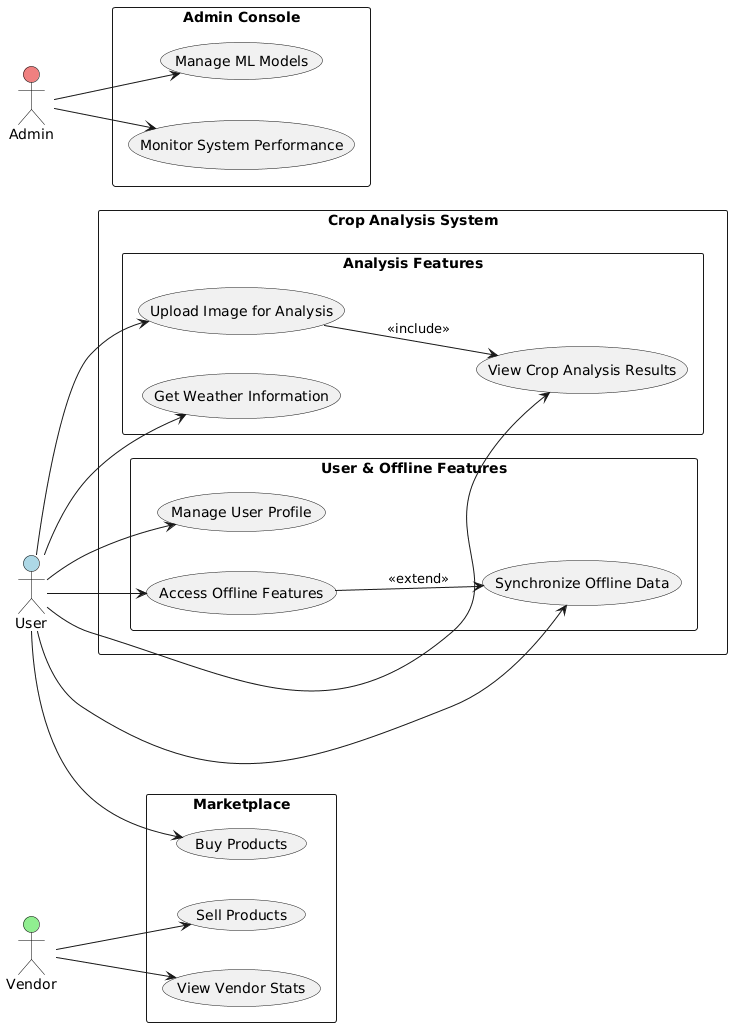 Admin Console
Manage ML Models
Admin
Monitor System Performance
Crop Analysis System
Analysis Features
Upload Image for Analysis
«include»
View Crop Analysis Results
Get Weather Information
User & Offline Features
Manage User Profile
«extend»
Synchronize Offline Data
Access Offline Features
User
Marketplace
Buy Products
Sell Products
Vendor
View Vendor Stats